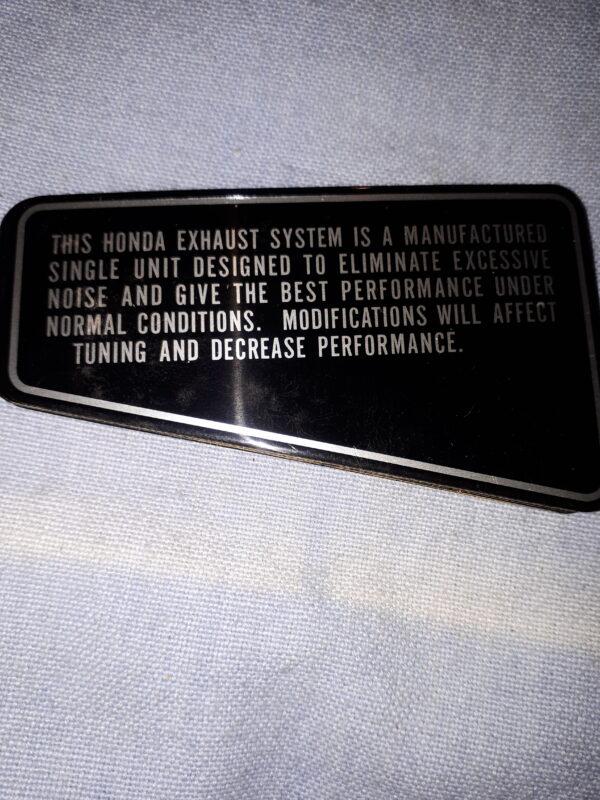 THIS HONDA EXHAUST SYSTEM IS A MANUFACTURED
SINGLE UNIT DESIGNED TO ELIMINATE EXCESSIVE
NOISE AND GIVE THE BEST PERFORMANCE UNDER
NORMAL CONDITIONS. MODIFICATIONS WILL AFFECT
TUNING AND DECREASE PERFORMANCE.